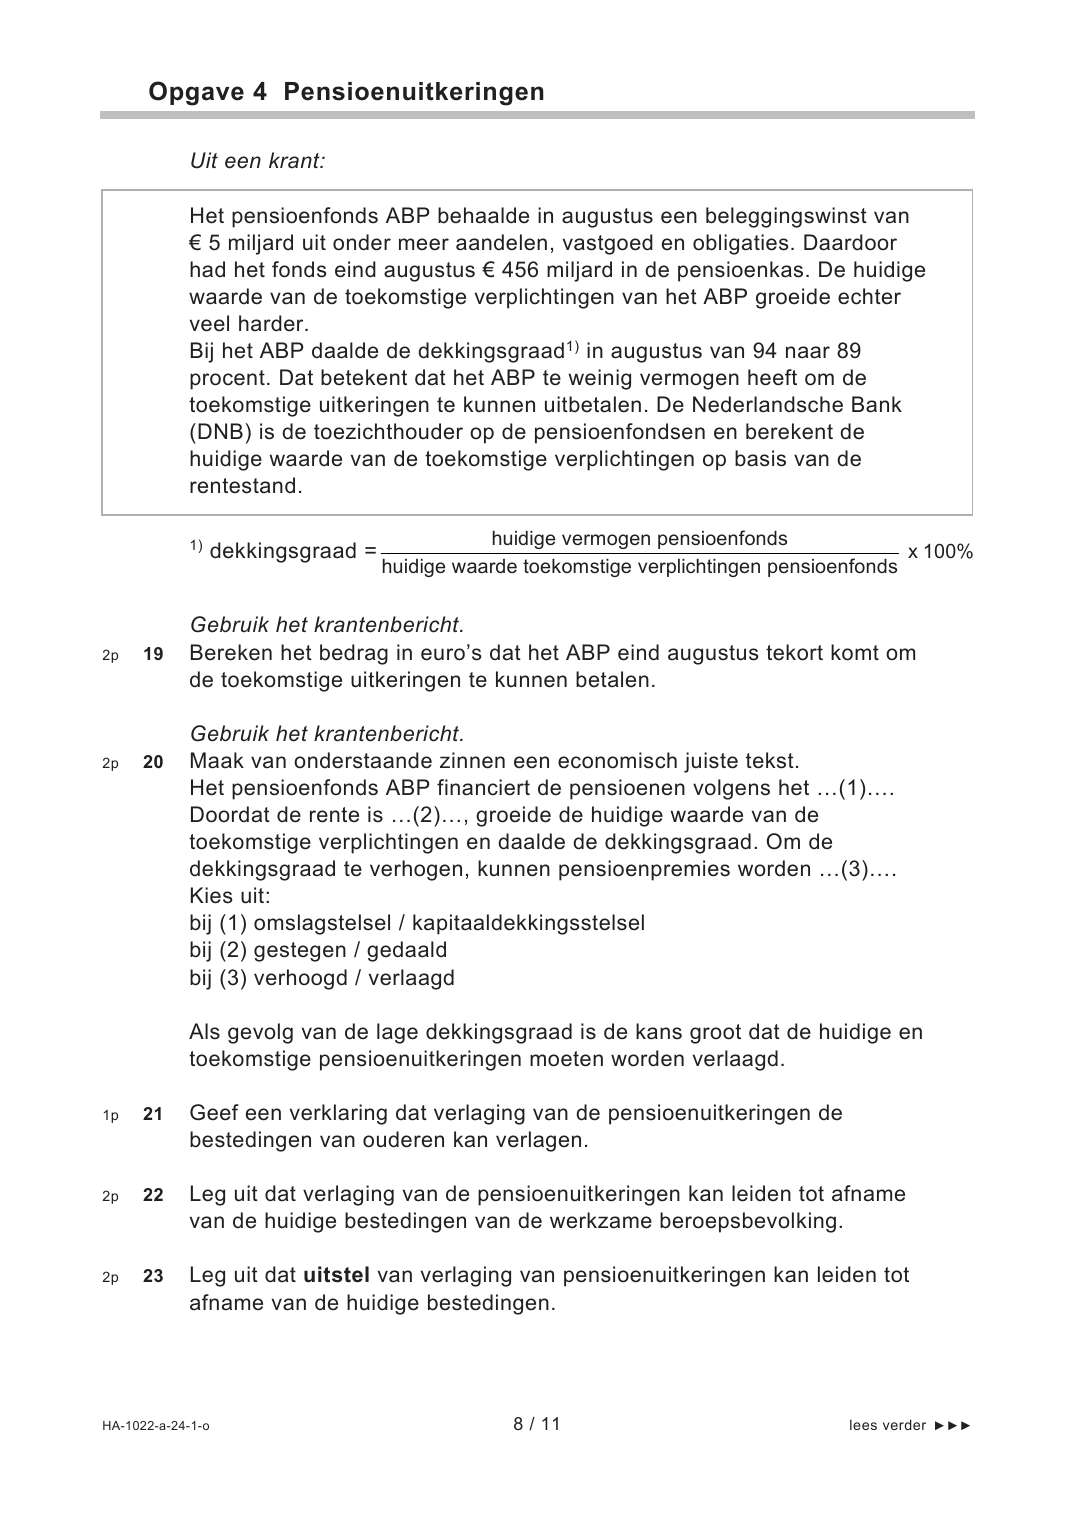 Opgave 4 Pensioenuitkeringen
Uit een krant:
Het pensioenfonds ABP behaalde in augustus een beleggingswinst van
€ 5 miljard uit onder meer aandelen, vastgoed en obligaties. Daardoor
had het fonds eind augustus € 456 miljard in de pensioenkas. De huidige
waarde van de toekomstige verplichtingen van het ABP groeide echter
veel harder.
Bij het ABP daalde de dekkingsgraad1) in augustus van 94 naar 89
procent. Dat betekent dat het ABP te weinig vermogen heeft om de
toekomstige uitkeringen te kunnen uitbetalen. De Nederlandsche Bank
(DNB) is de toezichthouder op de pensioenfondsen en berekent de
huidige waarde van de toekomstige verplichtingen op basis van de
rentestand.
huidige vermogen pensioenfonds
1) dekkingsgraad = x 100%
huidige waarde toekomstige verplichtingen pensioenfonds
Gebruik het krantenbericht.
2p 19 Bereken het bedrag in euro's dat het ABP eind augustus tekort komt om
de toekomstige uitkeringen te kunnen betalen.
Gebruik het krantenbericht.
2p 20 Maak van onderstaande zinnen een economisch juiste tekst.
Het pensioenfonds ABP financiert de pensioenen volgens het …(1)….
Doordat de rente is …(2)…, groeide de huidige waarde van de
toekomstige verplichtingen en daalde de dekkingsgraad. Om de
dekkingsgraad te verhogen, kunnen pensioenpremies worden …(3)….
Kies uit:
bij (1) omslagstelsel / kapitaaldekkingsstelsel
bij (2) gestegen / gedaald
bij (3) verhoogd / verlaagd
Als gevolg van de lage dekkingsgraad is de kans groot dat de huidige en
toekomstige pensioenuitkeringen moeten worden verlaagd.
1p 21 Geef een verklaring dat verlaging van de pensioenuitkeringen de
bestedingen van ouderen kan verlagen.
2p 22 Leg uit dat verlaging van de pensioenuitkeringen kan leiden tot afname
van de huidige bestedingen van de werkzame beroepsbevolking.
2p 23 Leg uit dat uitstel van verlaging van pensioenuitkeringen kan leiden tot
afname van de huidige bestedingen.
HA-1022-a-24-1-o 8 / 11 lees verder ►►►